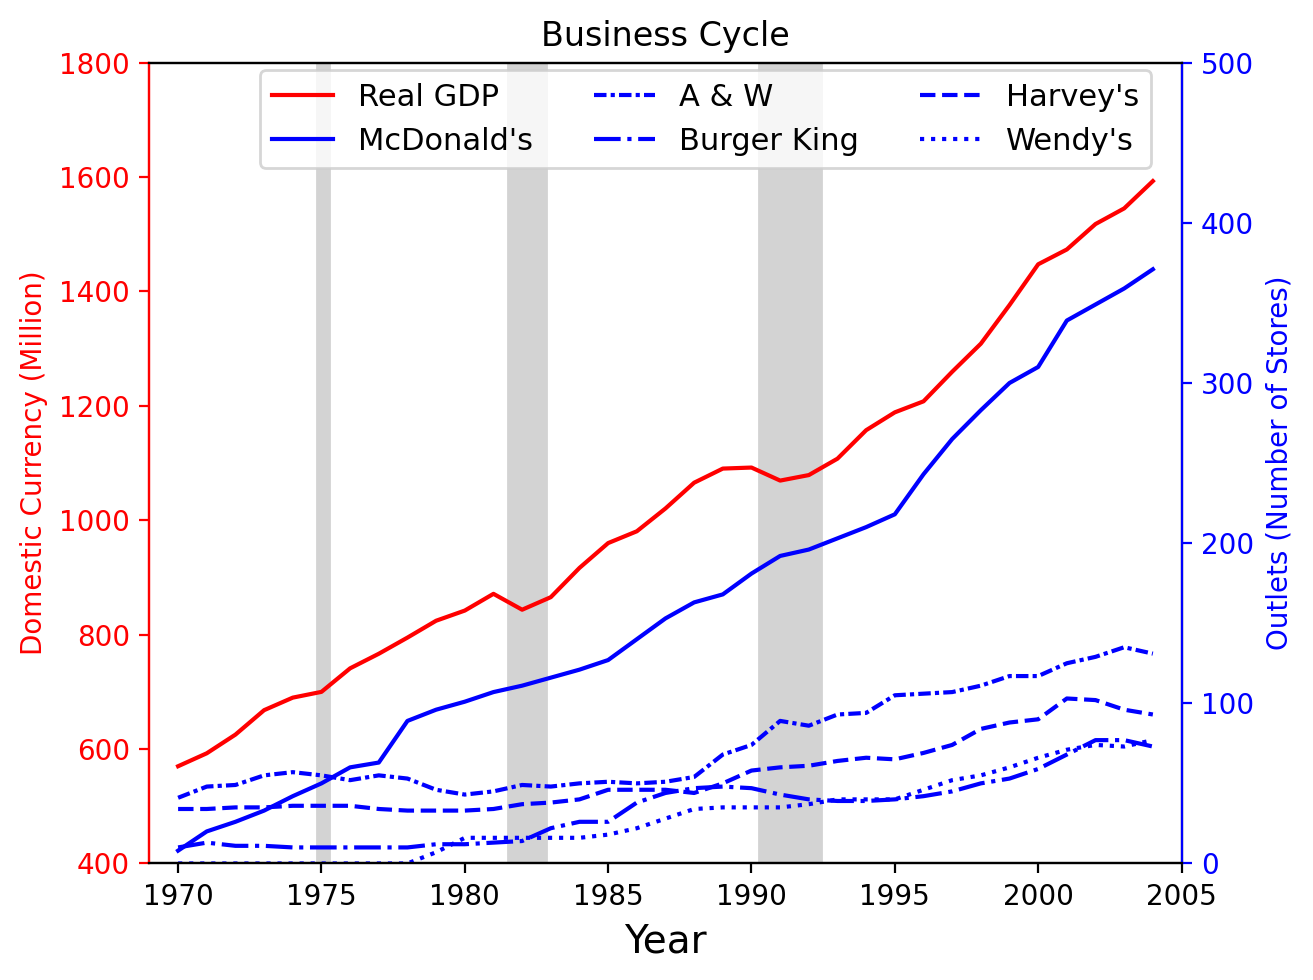 Business Cycle
Real GDP
McDonald's
A & W
Burger King
Harvey's
Wendy's
1800
1600
1400
1200
1000
800
600
400
Domestic Currency (Million)
500
400
300
200
100
0
Outlets (Number of Stores)
1970 1975 1980 1985 1990 1995 2000 2005
Year